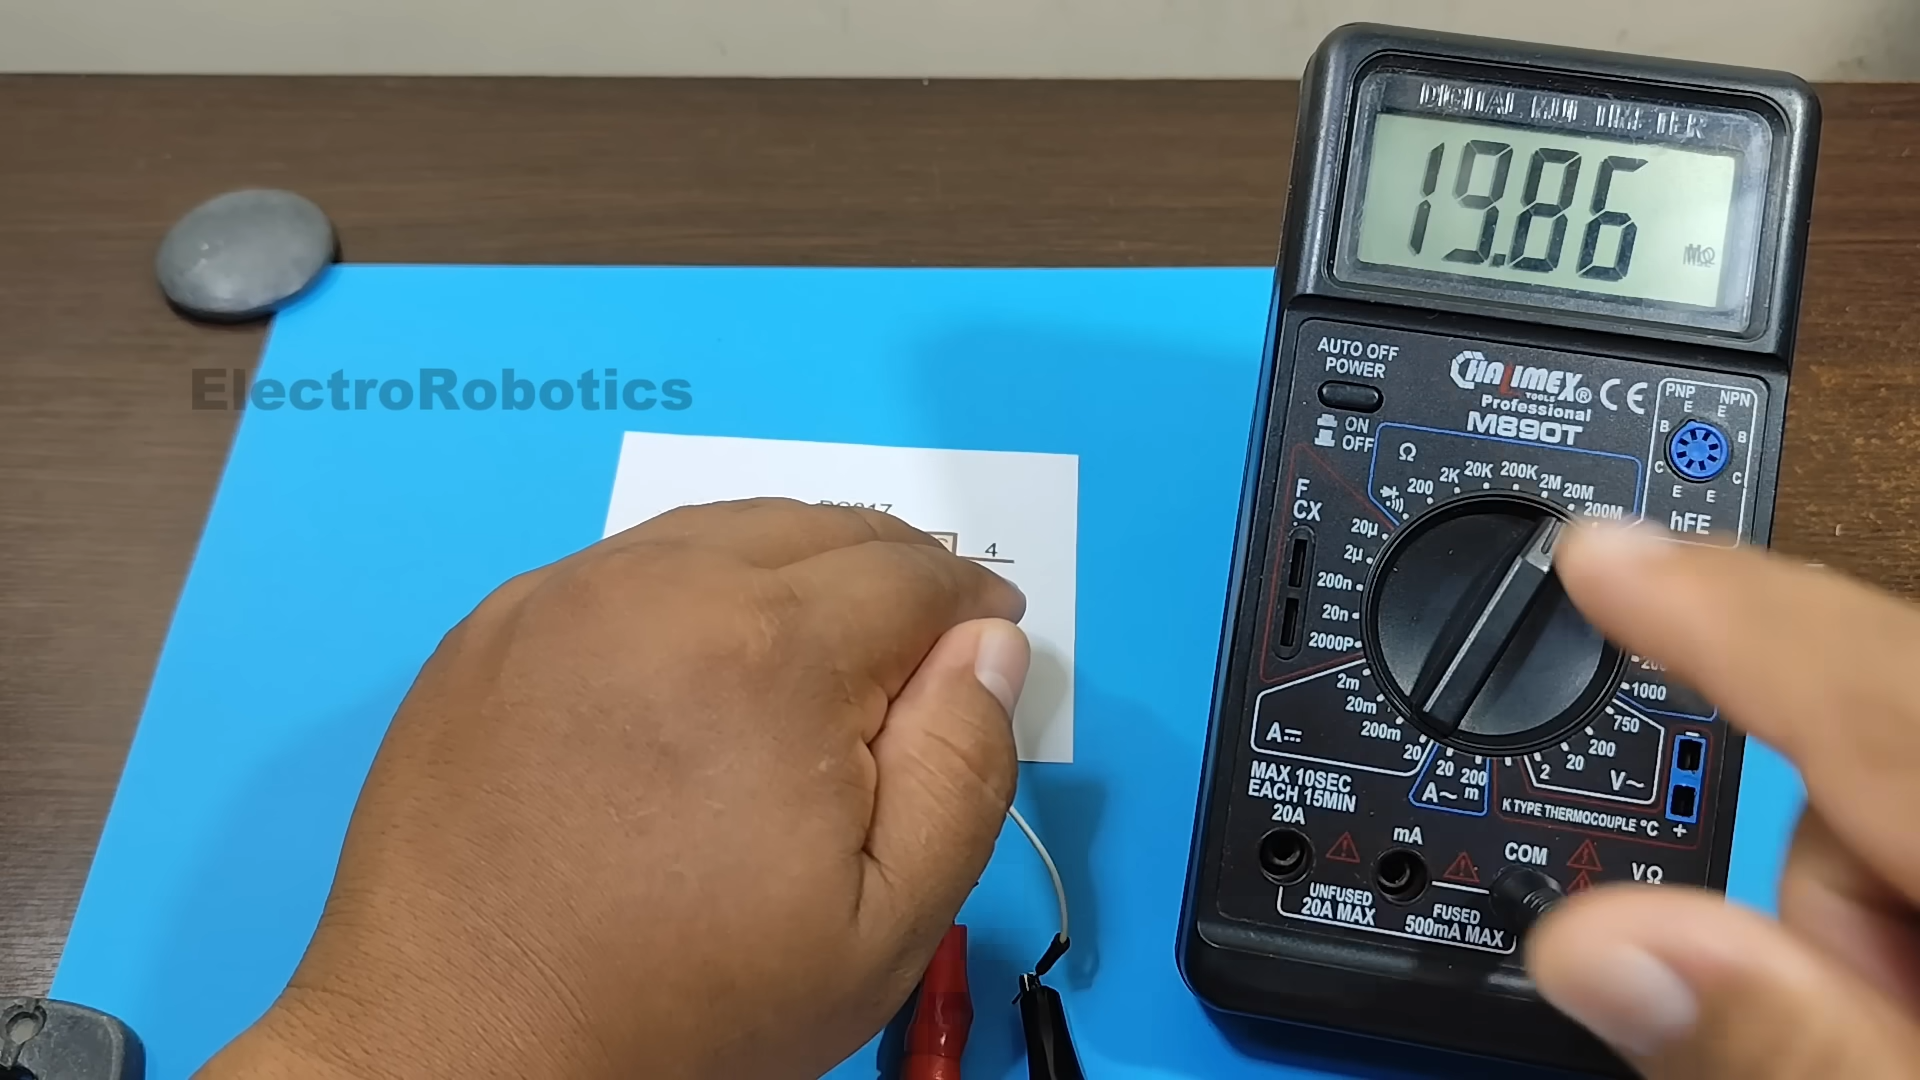 DIGITAL MULTIMETER
19.86
MΩ
ElectroRobotics
AUTO OFF
POWER
ON
OFF
CHALIMEX®
TOOLS
CE
Professional
M890T
PNP
NPN
E
E
B
B
C
C
E
E
hFE
Ω
200
2K
20K
200K
2M
20M
200M
F
CX
20µ
2µ
200n
20n
2000P
2m
20m
200m
20
A
20
200
m
A~
1000
750
200
20
2
V~
4
MAX 10SEC
EACH 15MIN
20A
mA
COM
VΩ
K TYPE THERMOCOUPLE °C
−
+
UNFUSED
20A MAX
FUSED
500mA MAX